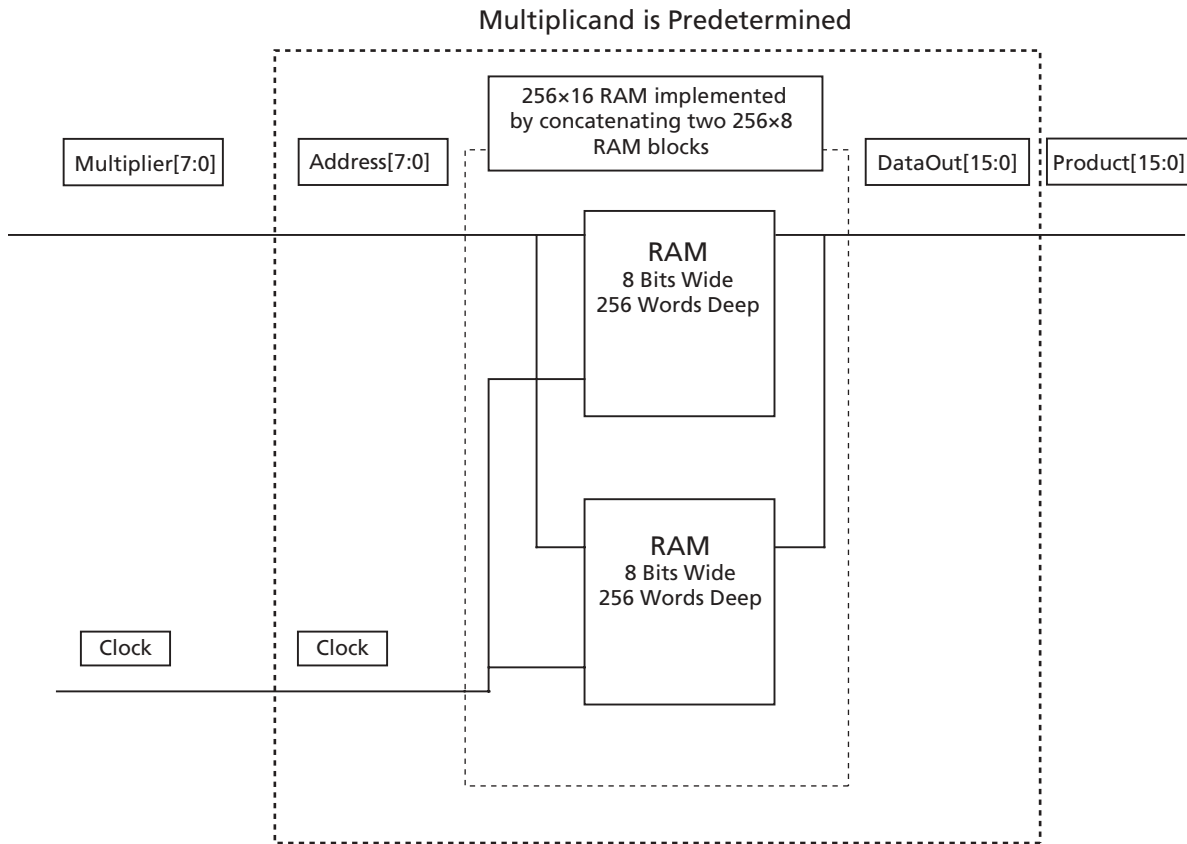 Multiplicand is Predetermined
256×16 RAM implemented
by concatenating two 256×8
RAM blocks
Multiplier[7:0]
Address[7:0]
DataOut[15:0]
Product[15:0]
RAM
8 Bits Wide
256 Words Deep
RAM
8 Bits Wide
256 Words Deep
Clock
Clock